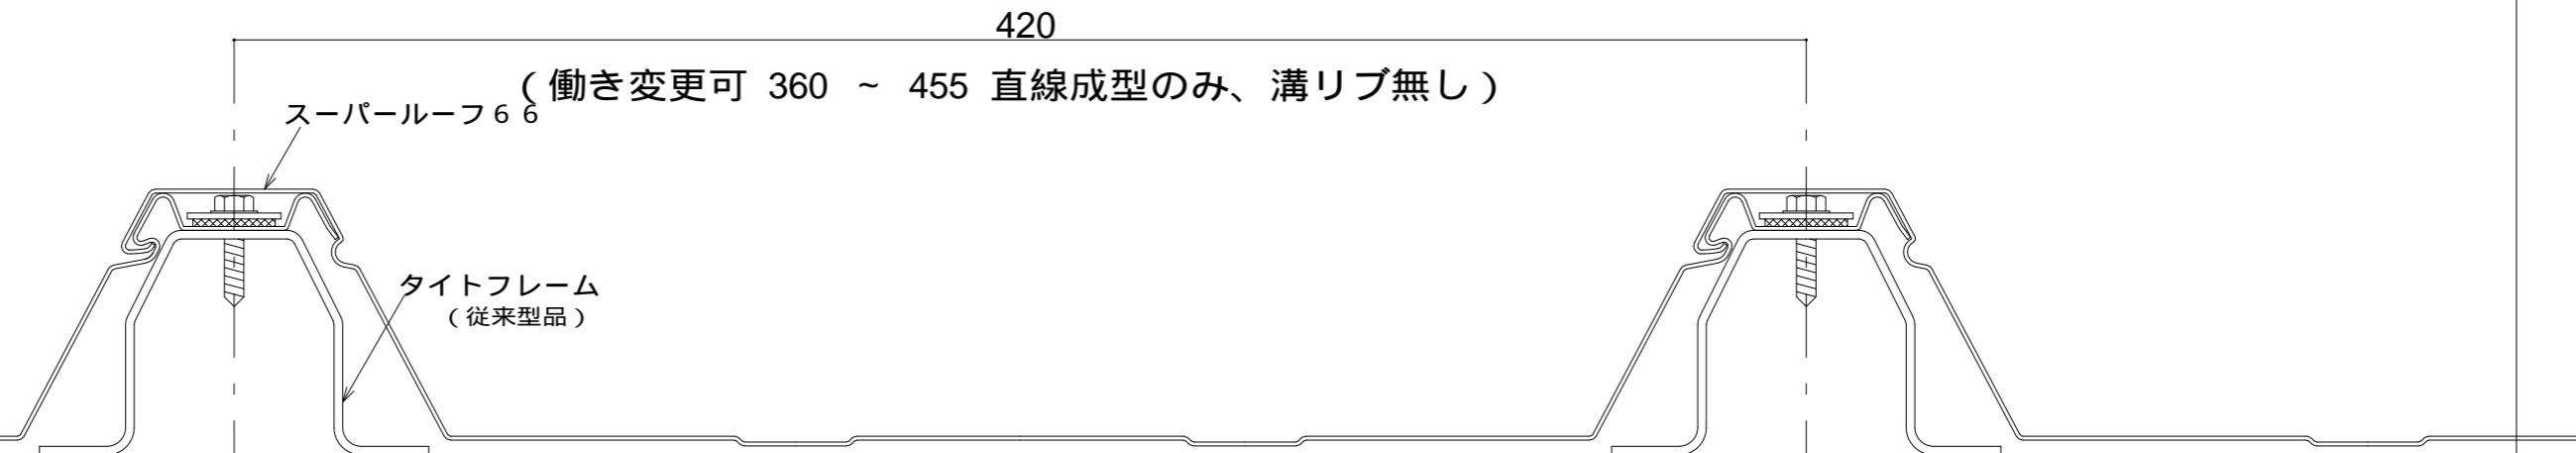 420
（働き変更可 360 ~ 455 直線成型のみ、溝リブ無し）
スーパールーフ６６
タイトフレーム
（従来型品）